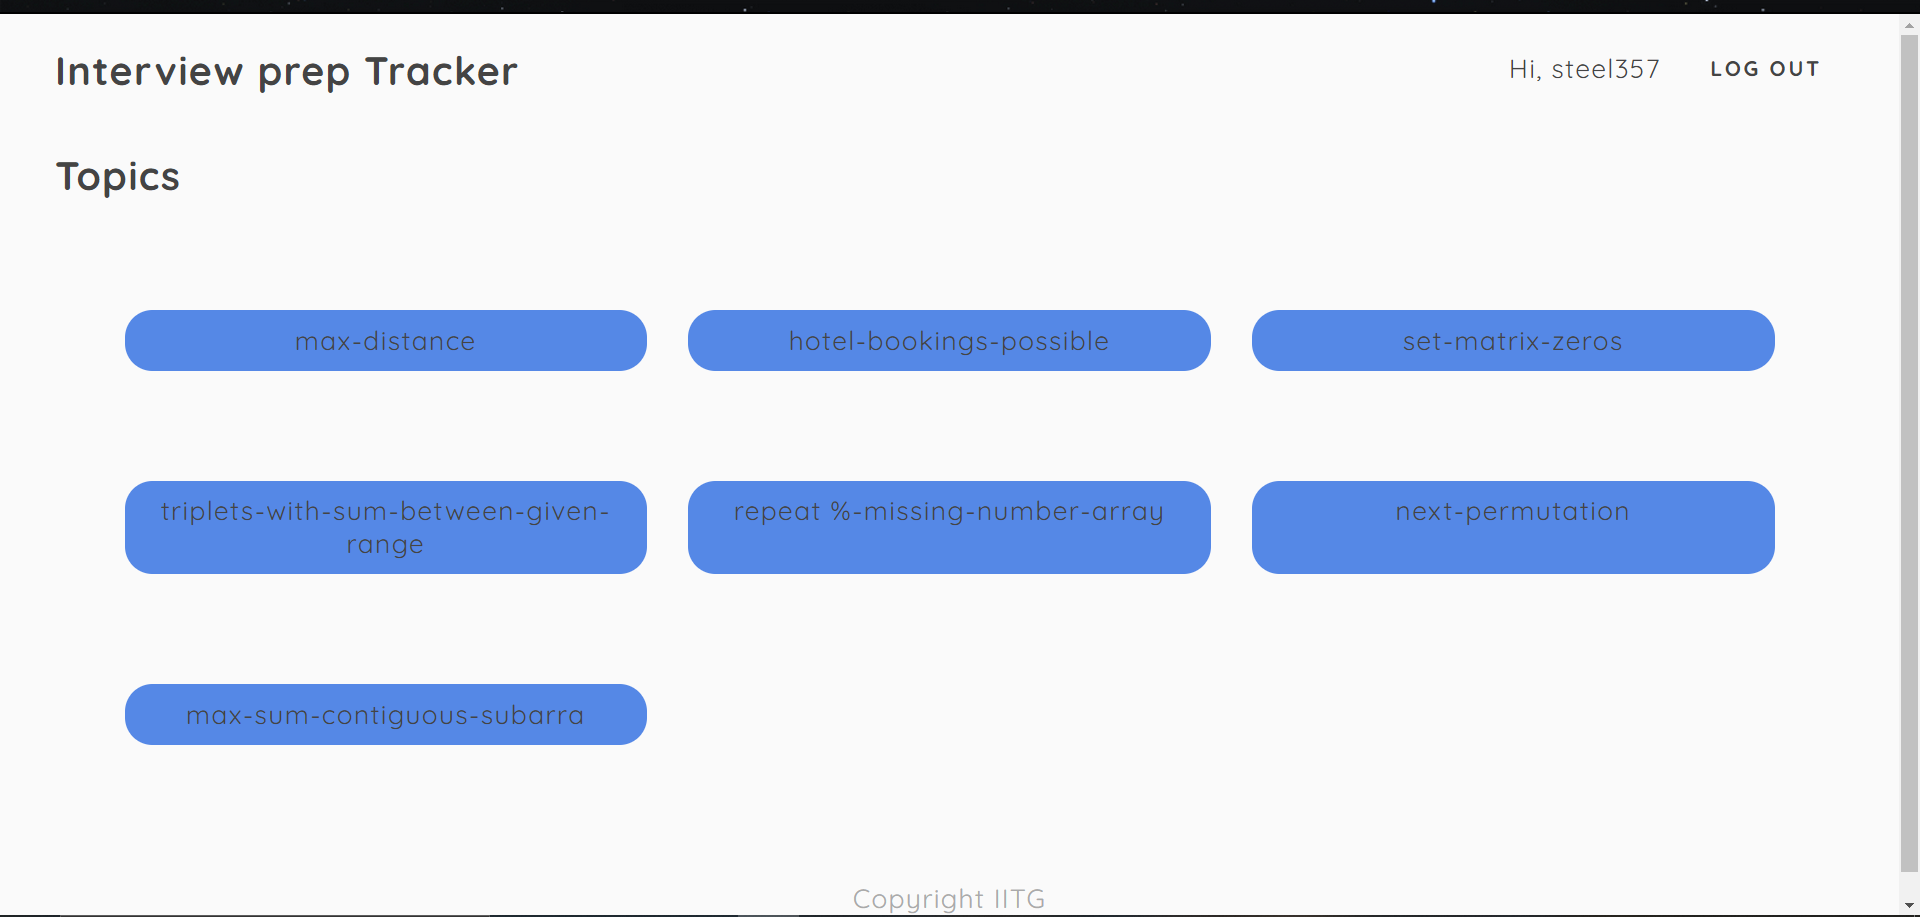 Interview prep Tracker
Hi, steel357
LOG OUT
Topics
max-distance
hotel-bookings-possible
set-matrix-zeros
triplets-with-sum-between-given-
range
repeat %-missing-number-array
next-permutation
max-sum-contiguous-subarra
Copyright IITG